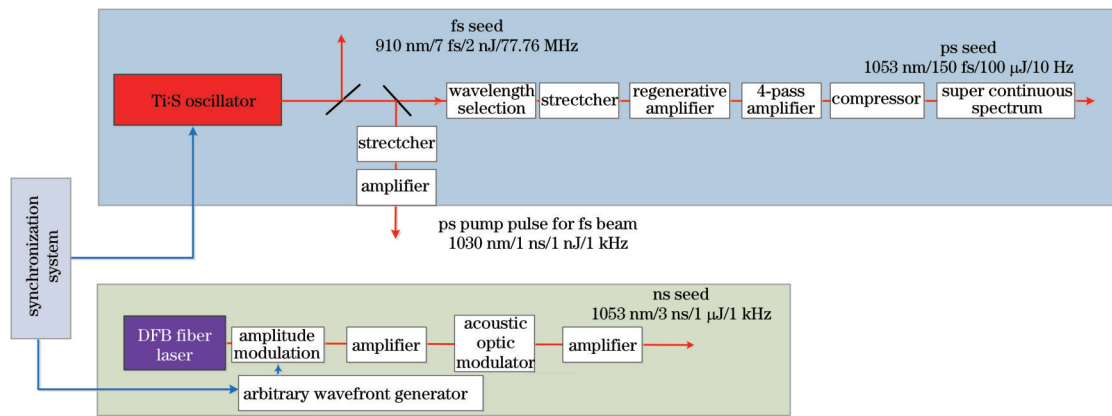 fs seed
910 nm/7 fs/2 nJ/77.76 MHz
ps seed
1053 nm/150 fs/100 μJ/10 Hz
Ti:S oscillator
wavelength
selection
strectcher
regenerative
amplifier
4-pass
amplifier
compressor
super continuous
spectrum
strectcher
amplifier
ps pump pulse for fs beam
1030 nm/1 ns/1 nJ/1 kHz
synchronization
system
ns seed
1053 nm/3 ns/1 μJ/1 kHz
DFB fiber
laser
amplitude
modulation
amplifier
acoustic
optic
modulator
amplifier
arbitrary wavefront generator